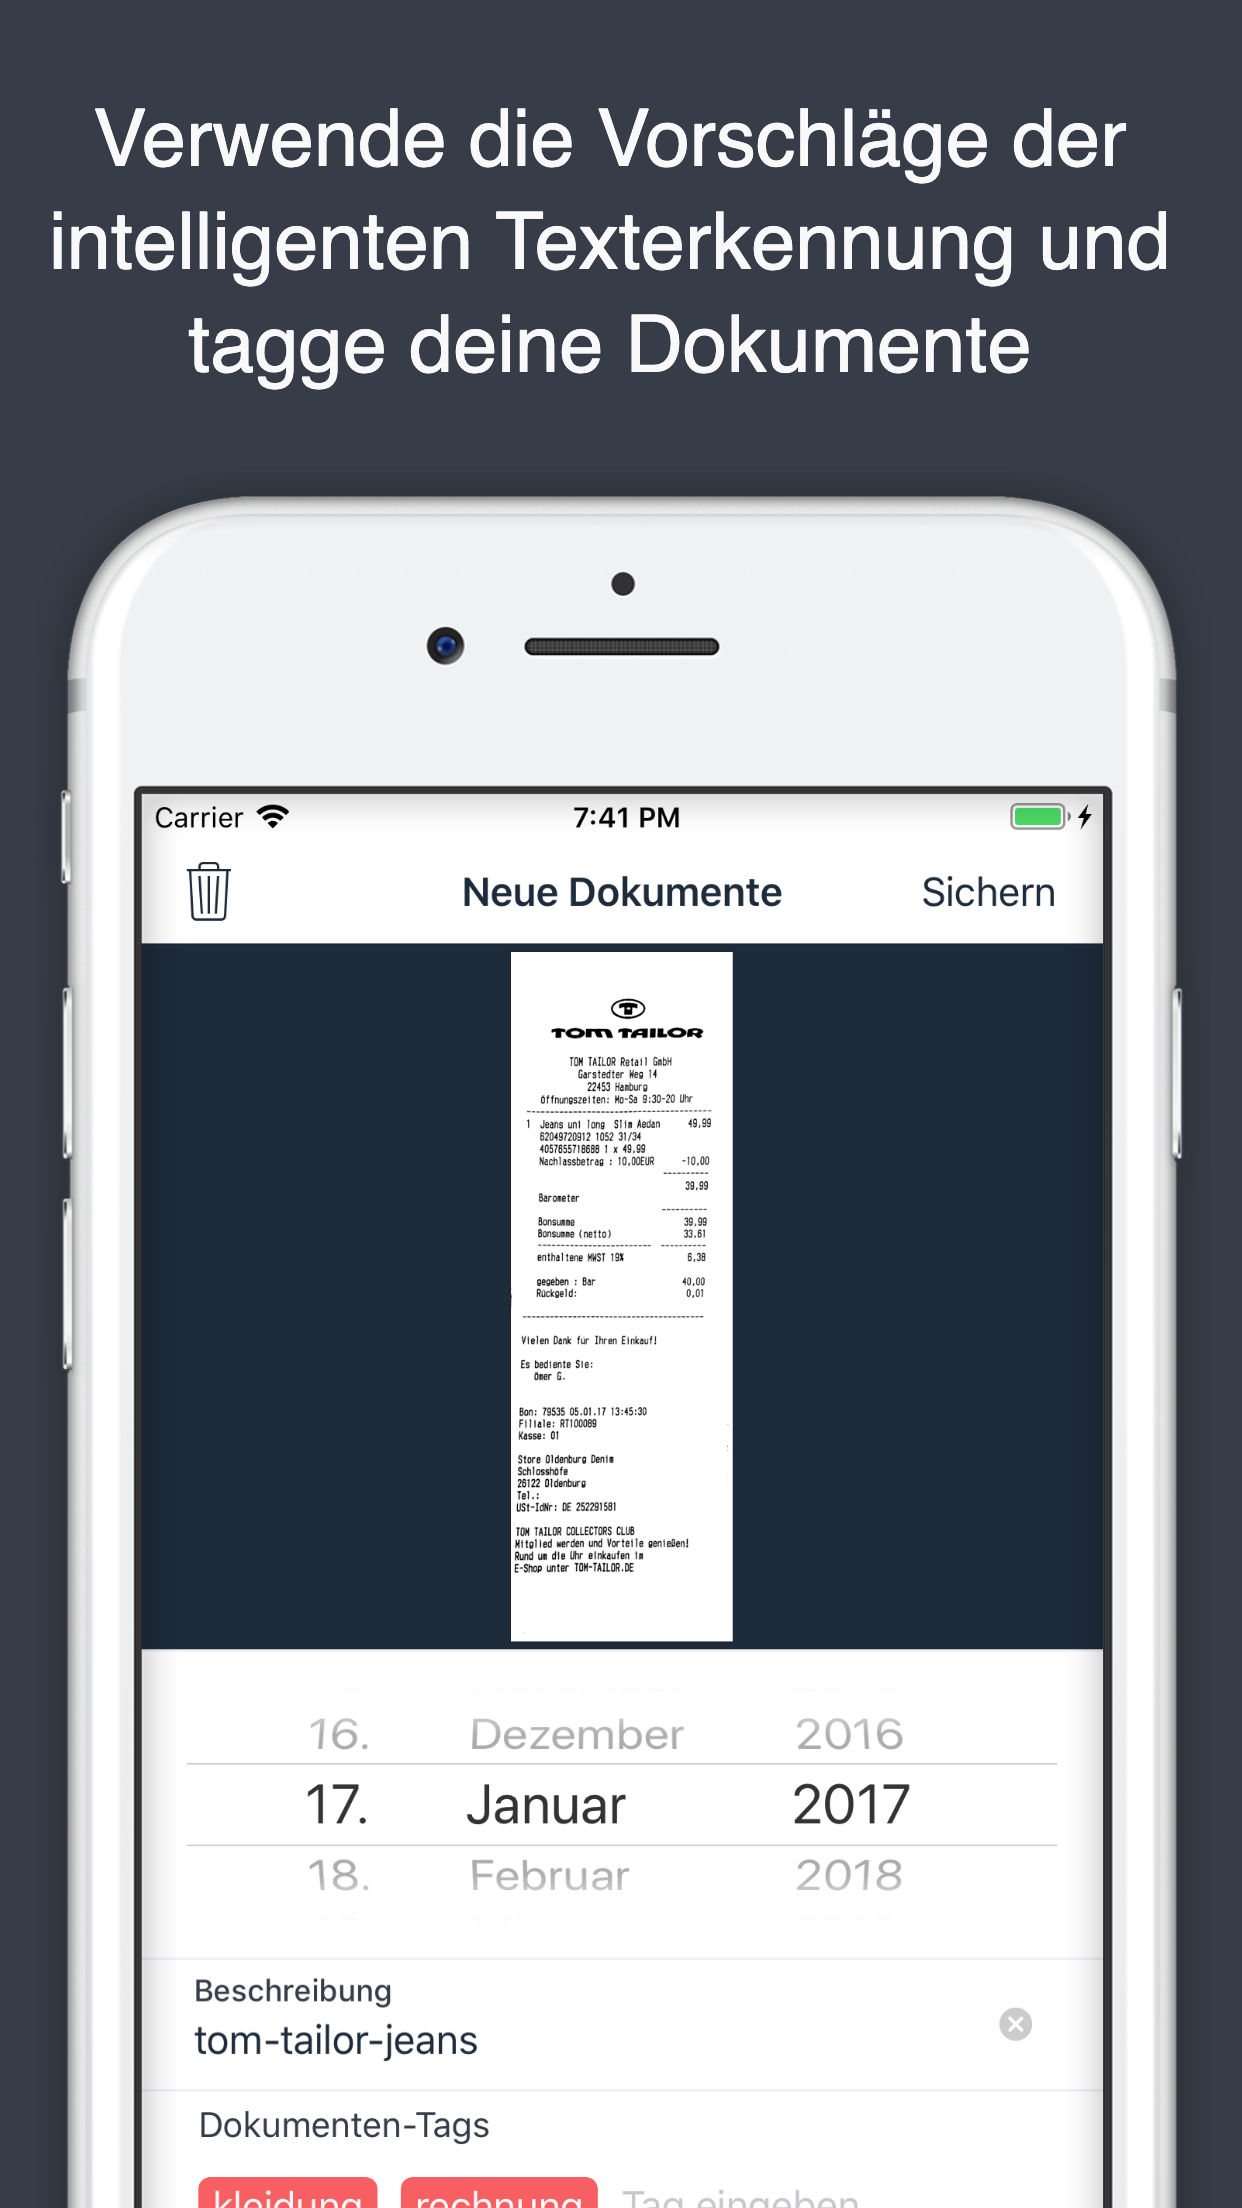 Verwende die Vorschläge der
intelligenten Texterkennung und
tagge deine Dokumente
Carrier 7:41 PM
Neue Dokumente Sichern
TOM TAILOR
TOM TAILOR Retail GmbH
Garstedter Weg 14
22453 Hamburg
Öffnungszeiten: Mo-Sa 9:30-20 Uhr
1 Jeans uni long Slim Aedan 49,99
62049720912 1052 31/34
4057655718688 1 x 49,99
Nachlassbetrag : 10,00EUR -10,00
39,99
Barometer
Bonsumme 39,99
Bonsumme (netto) 33,61
enthaltene MWST 19% 6,38
gegeben : Bar 40,00
Rückgeld: 0,01
Vielen Dank für Ihren Einkauf!
Es bediente Sie:
Ömer G.
Bon: 79535 05.01.17 13:45:30
Filiale: RT100089
Kasse: 01
Store Oldenburg Denim
Schlosshöfe
26122 Oldenburg
Tel.:
USt-IdNr: DE 252291581
TOM TAILOR COLLECTORS CLUB
Mitglied werden und Vorteile genießen!
Rund um die Uhr einkaufen im
E-Shop unter TOM-TAILOR.DE
16. Dezember 2016
17. Januar 2017
18. Februar 2018
Beschreibung
tom-tailor-jeans
Dokumenten-Tags
kleidung rechnung Tag eingeben